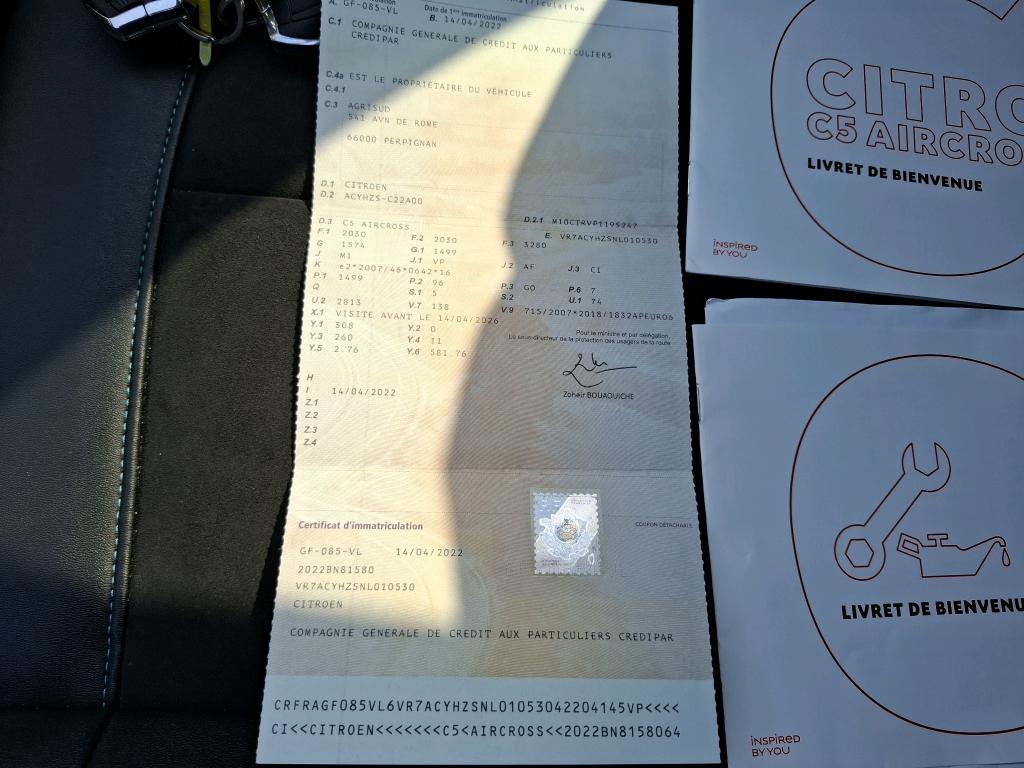 A. GF-085-VL
Date de 1ère immatriculation
B. 14/04/2022
C.1 COMPAGNIE GENERALE DE CREDIT AUX PARTICULIERS
CREDIPAR
C.4a EST LE PROPRIÉTAIRE DU VÉHICULE
C.4.1
C.3 AGRISUD
541 AVN DE ROME
66000 PERPIGNAN
D.1 CITROEN
D.2 ACYHZS-C22A00
D.2.1 M10CTRVP1195247
D.3 C5 AIRCROSS
E. VR7ACYHZSNL010530
F.1 2030 F.2 2030 F.3 3280
G 1574 G.1 1499
J M1 J.1 VP J.2 AF J.3 CI
K e2*2007/46*0642*16
P.1 1499 P.2 96 P.3 GO P.6 7
Q S.1 5 S.2 U.1 74
U.2 2813 V.7 138 V.9 715/2007*2018/1832APEURO6
X.1 VISITE AVANT LE 14/04/2026
Y.1 308 Y.2 0
Y.3 260 Y.4 11
Y.5 2.76 Y.6 581.76
Pour le ministre et par délégation,
Le sous-directeur de la protection des usagers de la route
Zoheir BOUAOUICHE
H
I 14/04/2022
Z.1
Z.2
Z.3
Z.4
Certificat d'immatriculation
COUPON DÉTACHABLE
GF-085-VL 14/04/2022
2022BN81580
VR7ACYHZSNL010530
CITROEN
COMPAGNIE GENERALE DE CREDIT AUX PARTICULIERS CREDIPAR
CRFRAGF085VL6VR7ACYHZSNL01053042204145VP<<<<
CI<<CITROEN<<<<<<<C5<AIRCROSS<<2022BN8158064
CITRO
C5 AIRCRO
LIVRET DE BIENVENUE
INSPIRED
BY YOU
LIVRET DE BIENVENU
INSPIRED
BY YOU